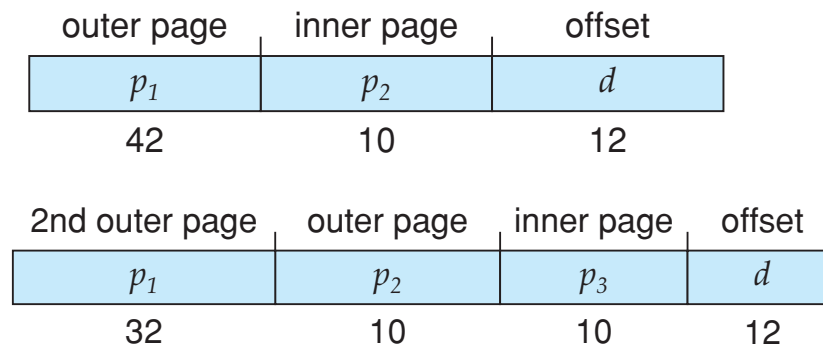 outer page inner page offset
p1 p2 d
42 10 12
2nd outer page outer page inner page offset
p1 p2 p3 d
32 10 10 12